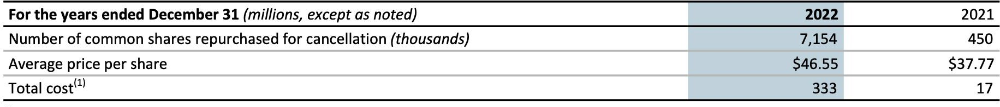 For the years ended December 31 (millions, except as noted) 2022 2021
Number of common shares repurchased for cancellation (thousands) 7,154 450
Average price per share $46.55 $37.77
Total cost(1) 333 17